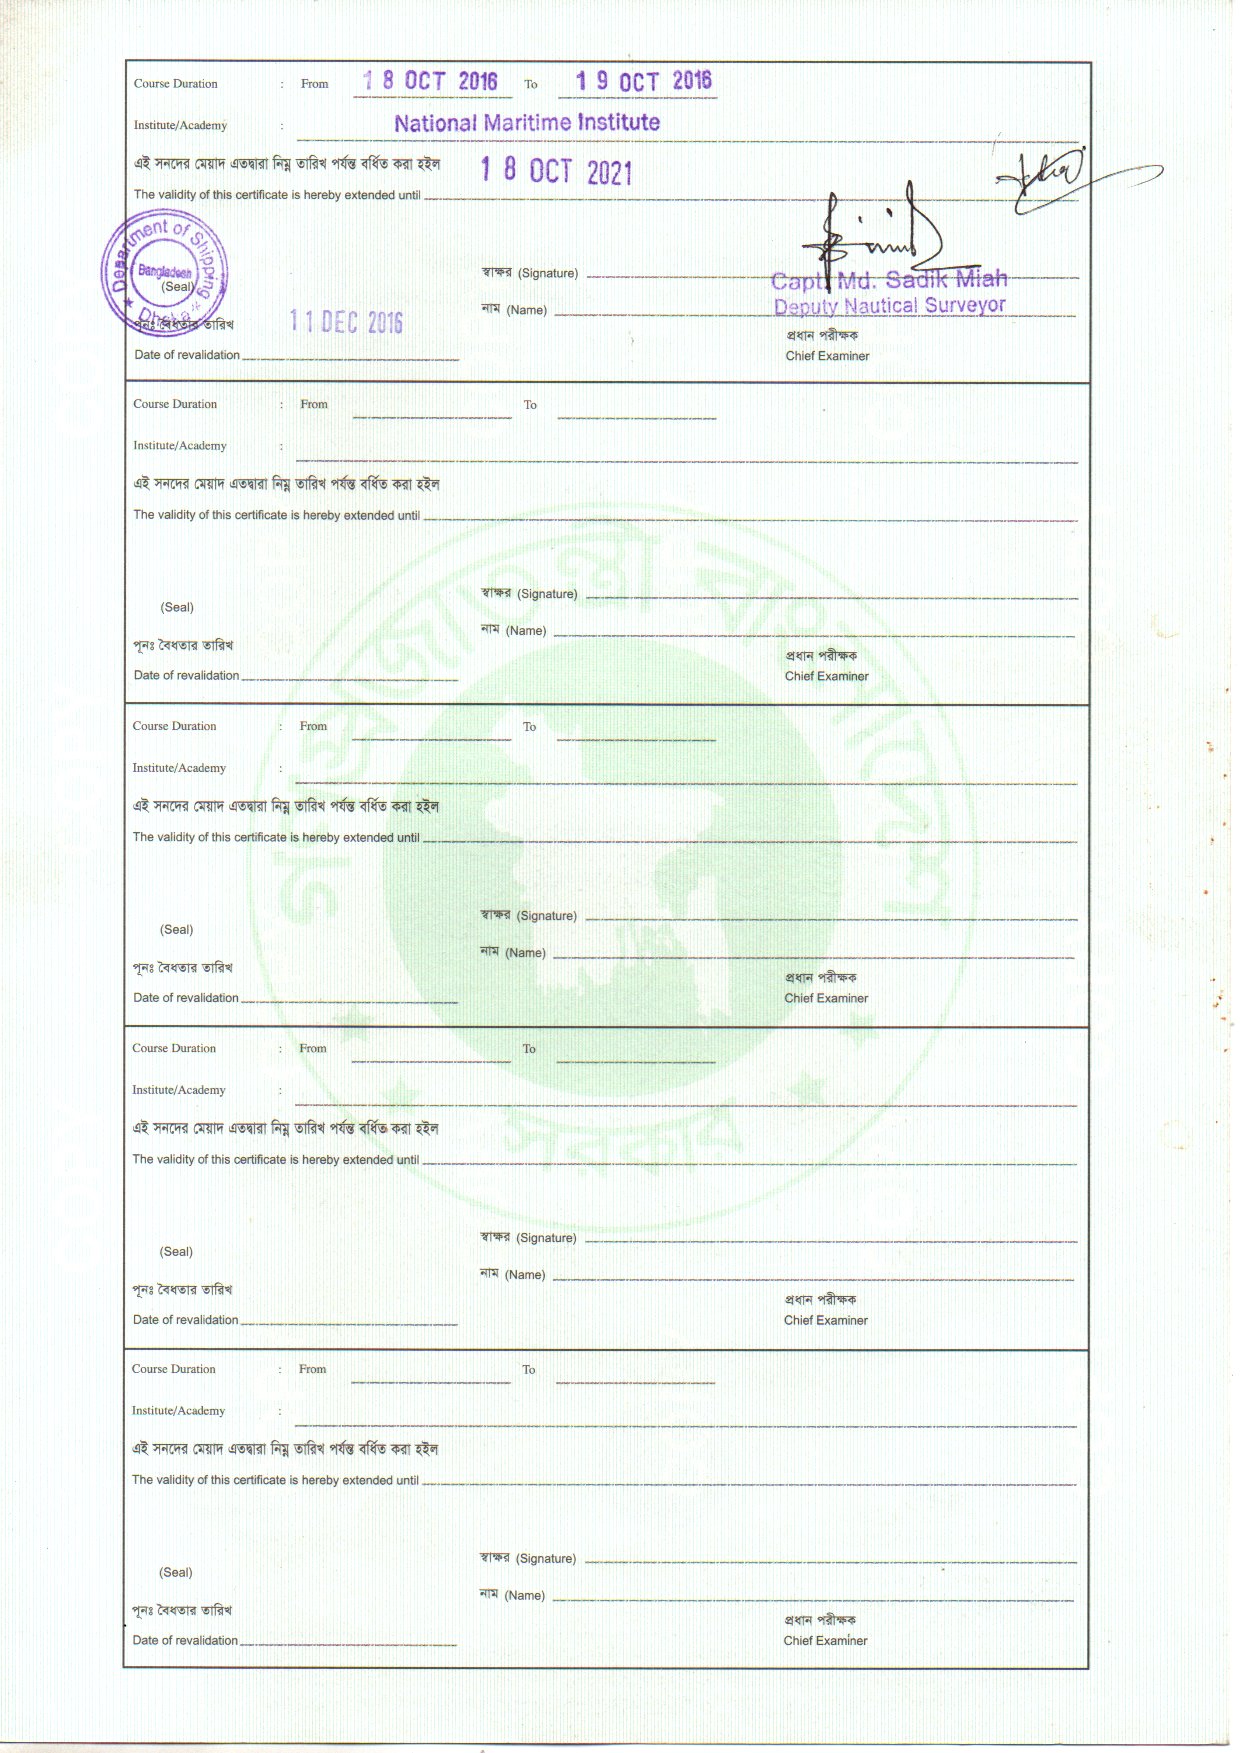 Course Duration : From 18 OCT 2016 To 19 OCT 2016
Institute/Academy : National Maritime Institute
এই সনদের মেয়াদ এতদ্বারা নিম্ন তারিখ পর্যন্ত বর্ধিত করা হইল 18 OCT 2021
The validity of this certificate is hereby extended until
Department of Shipping
Bangladesh
Dhaka
(Seal)
স্বাক্ষর (Signature)
Capt. Md. Sadik Miah
নাম (Name) Deputy Nautical Surveyor
পুনঃ বৈধতার তারিখ 11 DEC 2016
প্রধান পরীক্ষক
Date of revalidation
Chief Examiner
Course Duration : From To
Institute/Academy :
এই সনদের মেয়াদ এতদ্বারা নিম্ন তারিখ পর্যন্ত বর্ধিত করা হইল
The validity of this certificate is hereby extended until
স্বাক্ষর (Signature)
(Seal)
নাম (Name)
পূনঃ বৈধতার তারিখ
প্রধান পরীক্ষক
Date of revalidation
Chief Examiner
Course Duration : From To
Institute/Academy :
এই সনদের মেয়াদ এতদ্বারা নিম্ন তারিখ পর্যন্ত বর্ধিত করা হইল
The validity of this certificate is hereby extended until
স্বাক্ষর (Signature)
(Seal)
নাম (Name)
পূনঃ বৈধতার তারিখ
প্রধান পরীক্ষক
Date of revalidation
Chief Examiner
Course Duration : From To
Institute/Academy :
এই সনদের মেয়াদ এতদ্বারা নিম্ন তারিখ পর্যন্ত বর্ধিত করা হইল
The validity of this certificate is hereby extended until
স্বাক্ষর (Signature)
(Seal)
নাম (Name)
পূনঃ বৈধতার তারিখ
প্রধান পরীক্ষক
Date of revalidation
Chief Examiner
Course Duration : From To
Institute/Academy :
এই সনদের মেয়াদ এতদ্বারা নিম্ন তারিখ পর্যন্ত বর্ধিত করা হইল
The validity of this certificate is hereby extended until
স্বাক্ষর (Signature)
(Seal)
নাম (Name)
পূনঃ বৈধতার তারিখ
প্রধান পরীক্ষক
Date of revalidation
Chief Examiner
গণপ্রজাতন্ত্রী বাংলাদেশ
সরকার